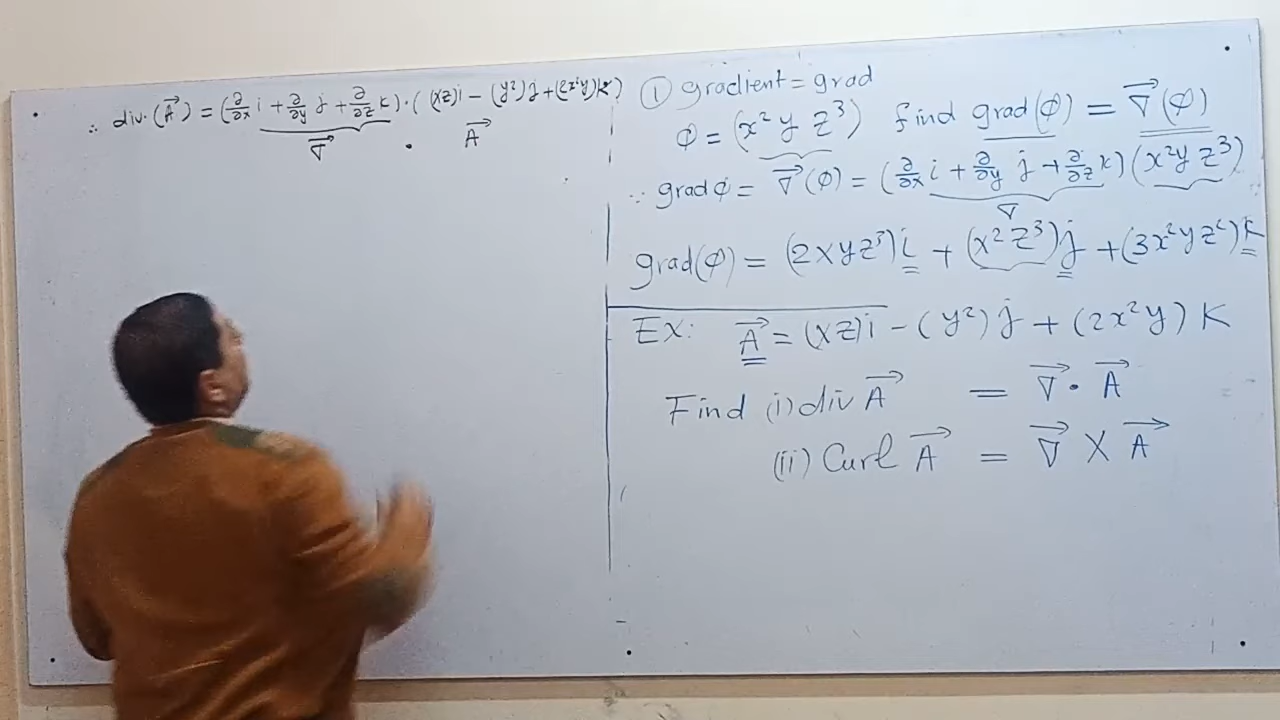 ∴ div.(A⃗) = (∂/∂x i + ∂/∂y j + ∂/∂z k) · ((xz)i − (y²)j + (2x²y)k)
∇⃗ · A⃗
① gradient = grad
φ = (x² y z³) find grad(φ) = ∇⃗(φ)
∴ gradφ = ∇⃗(φ) = (∂/∂x i + ∂/∂y j + ∂/∂z k)(x²y z³)
∇
grad(φ) = (2xyz³)i + (x²z³)j + (3x²yz²)k
Ex: A⃗ = (xz)i − (y²)j + (2x²y)k
Find (i) div A⃗ = ∇⃗ · A⃗
(ii) Curl A⃗ = ∇⃗ × A⃗